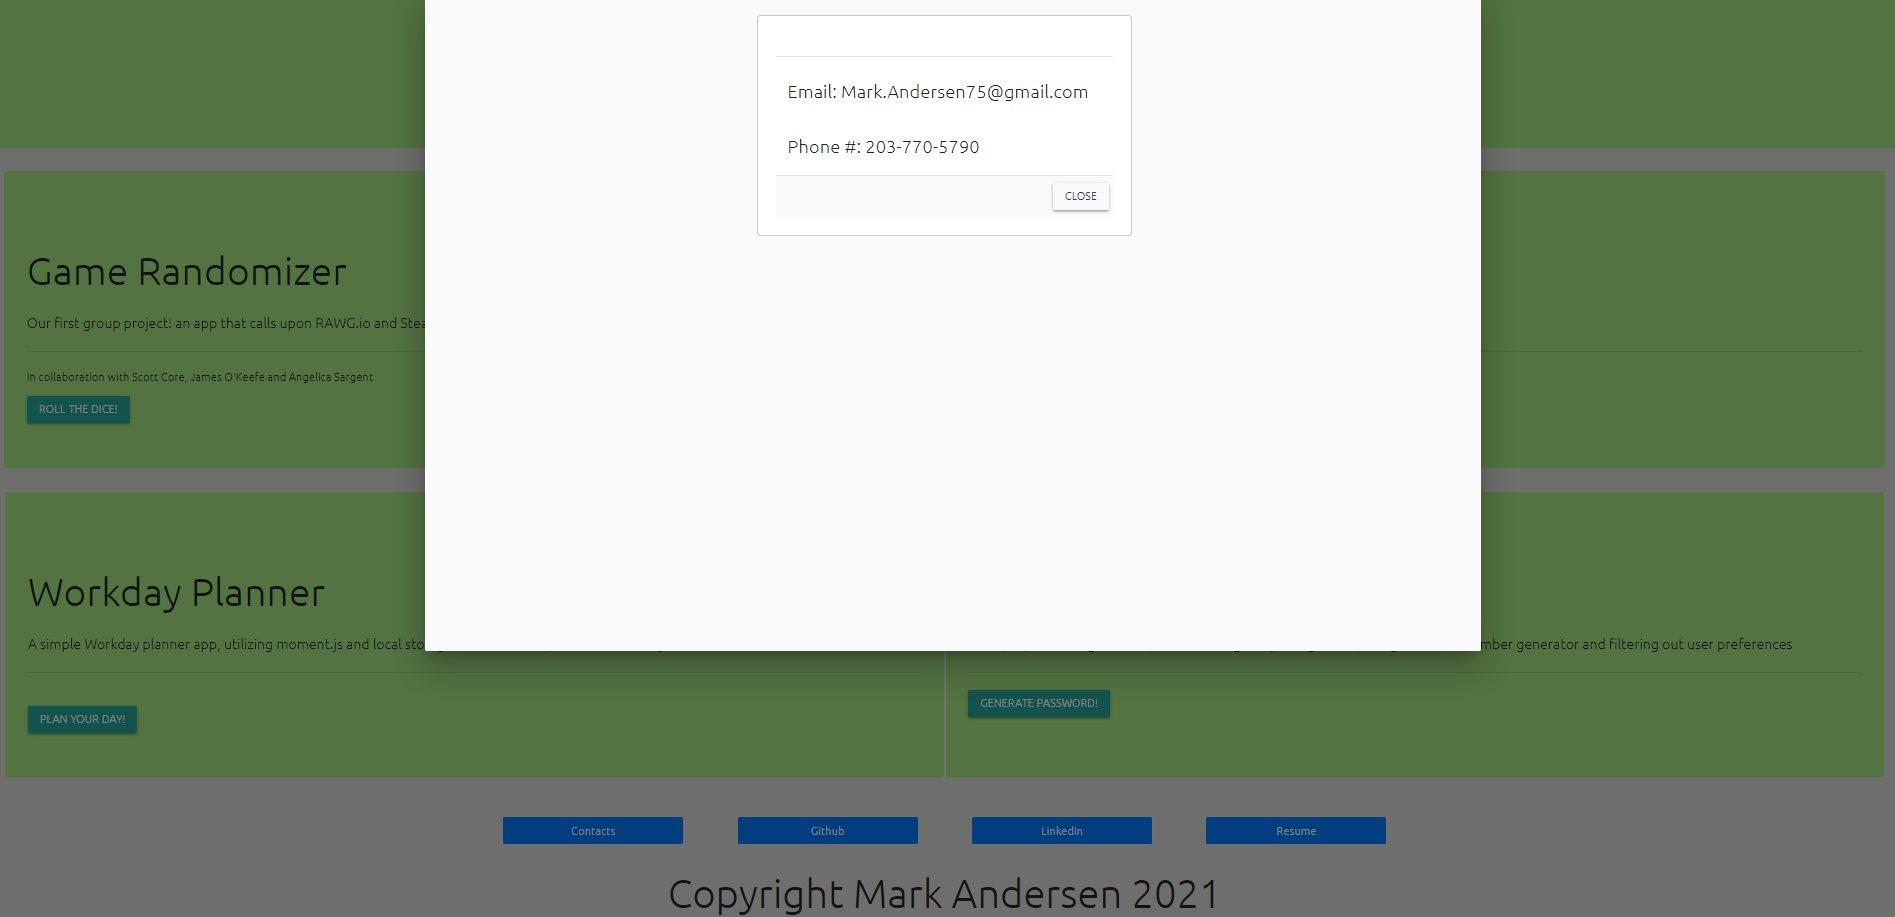 Email: Mark.Andersen75@gmail.com
Phone #: 203-770-5790
CLOSE
Game Randomizer
Our first group project! an app that calls upon RAWG.io and
In collaboration with Scott Core, James O'Keefe and Angelica Sargent
ROLL THE DICE!
Workday Planner
A simple Workday planner app, utilizing moment.js and local
PLAN YOUR DAY!
generator and filtering out user preferences
GENERATE PASSWORD!
Contacts
Github
LinkedIn
Resume
Copyright Mark Andersen 2021